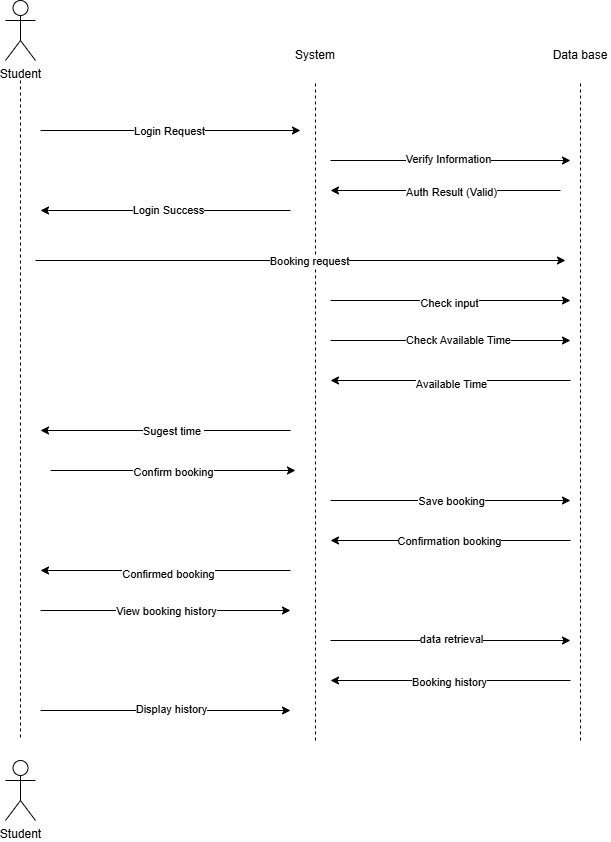 Student
System
Data base
Login Request
Verify Information
Auth Result (Valid)
Login Success
Booking request
Check input
Check Available Time
Available Time
Sugest time
Confirm booking
Save booking
Confirmation booking
Confirmed booking
View booking history
data retrieval
Booking history
Display history
Student